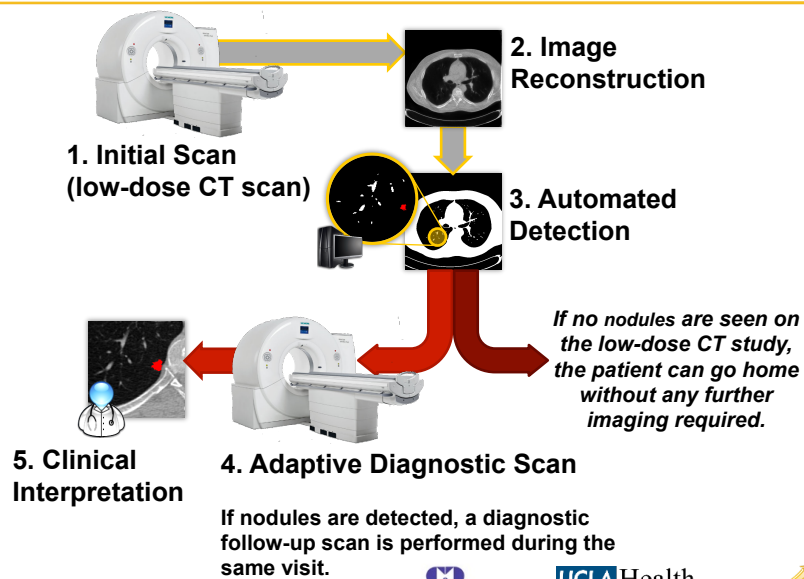 2. Image
Reconstruction
1. Initial Scan
(low-dose CT scan)
3. Automated
Detection
If no nodules are seen on
the low-dose CT study,
the patient can go home
without any further
imaging required.
5. Clinical
Interpretation
4. Adaptive Diagnostic Scan
If nodules are detected, a diagnostic
follow-up scan is performed during the
same visit.
UCLA Health